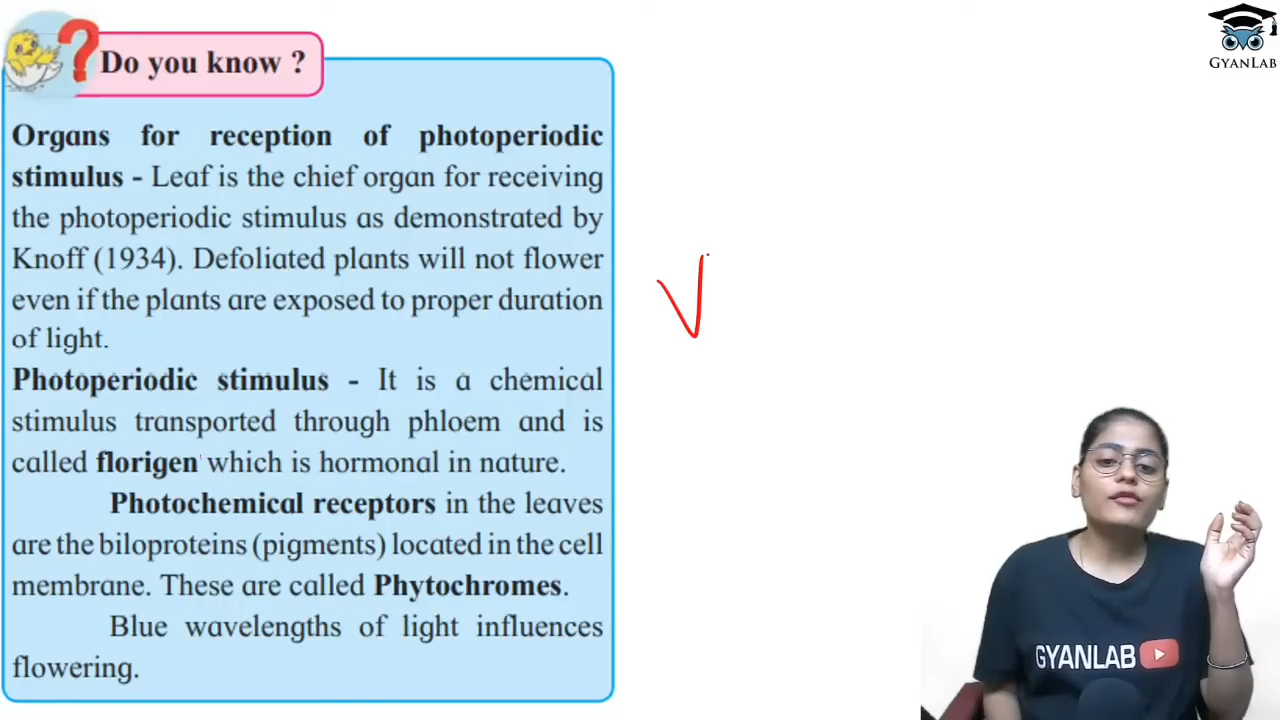 Do you know ?
Organs for reception of photoperiodic
stimulus - Leaf is the chief organ for receiving
the photoperiodic stimulus as demonstrated by
Knoff (1934). Defoliated plants will not flower
even if the plants are exposed to proper duration
of light.
Photoperiodic stimulus - It is a chemical
stimulus transported through phloem and is
called florigen which is hormonal in nature.
Photochemical receptors in the leaves
are the biloproteins (pigments) located in the cell
membrane. These are called Phytochromes.
Blue wavelengths of light influences
flowering.
V
GYANLAB
GYANLAB